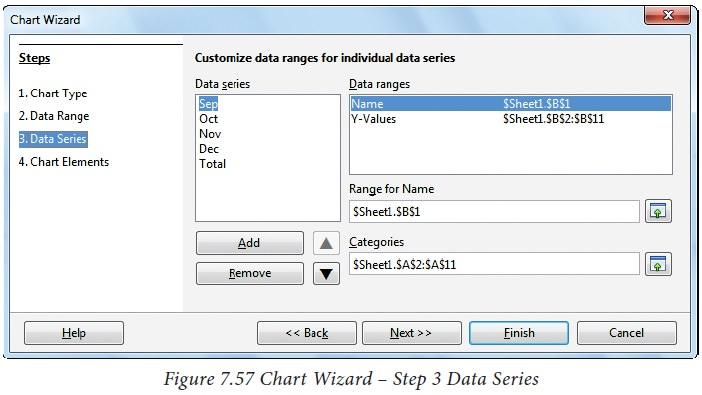 Chart Wizard
Steps
1. Chart Type
2. Data Range
3. Data Series
4. Chart Elements
Customize data ranges for individual data series
Data series
Sep
Oct
Nov
Dec
Total
Add
Remove
Data ranges
Name $Sheet1.$B$1
Y-Values $Sheet1.$B$2:$B$11
Range for Name
$Sheet1.$B$1
Categories
$Sheet1.$A$2:$A$11
Help
<< Back
Next >>
Finish
Cancel
Figure 7.57 Chart Wizard – Step 3 Data Series